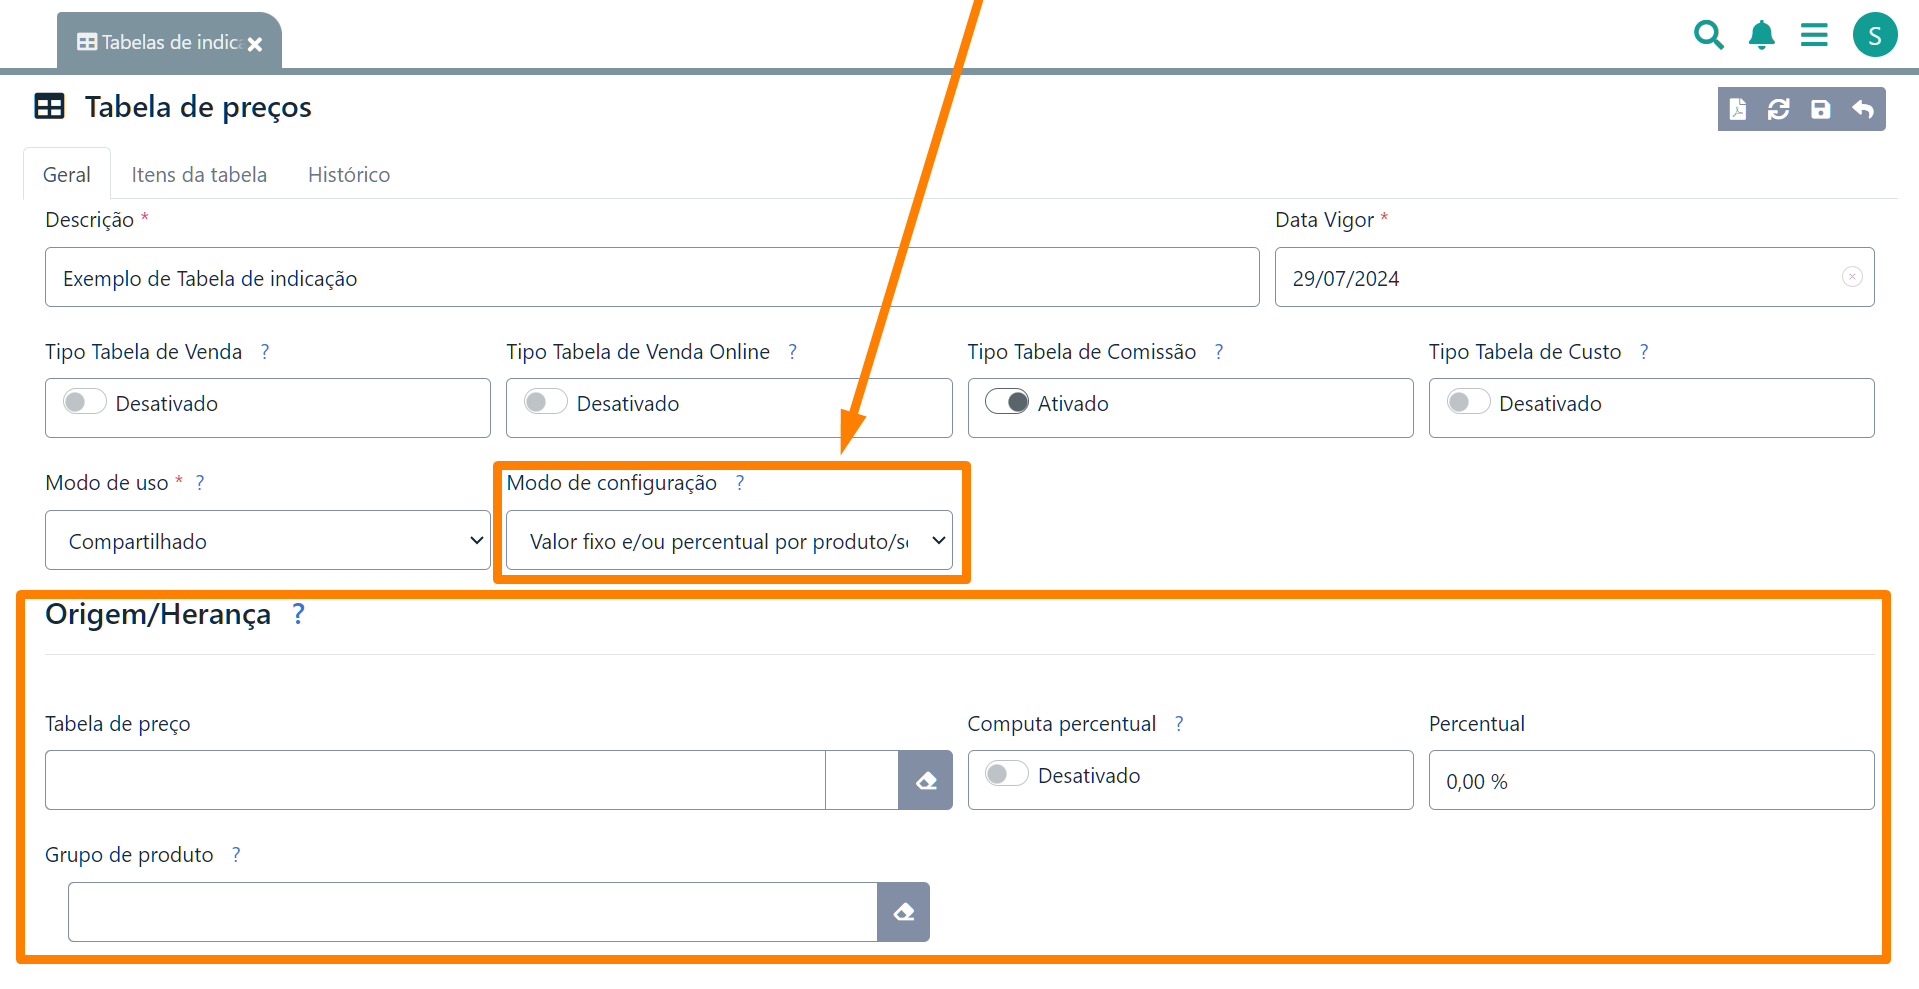 Tabelas de indic
S
Tabela de preços
Geral Itens da tabela Histórico
Descrição * Data Vigor *
Exemplo de Tabela de indicação 29/07/2024
Tipo Tabela de Venda ? Tipo Tabela de Venda Online ? Tipo Tabela de Comissão ? Tipo Tabela de Custo ?
Desativado Desativado Ativado Desativado
Modo de uso * ? Modo de configuração ?
Compartilhado Valor fixo e/ou percentual por produto/s
Origem/Herança ?
Tabela de preço Computa percentual ? Percentual
Desativado 0,00 %
Grupo de produto ?